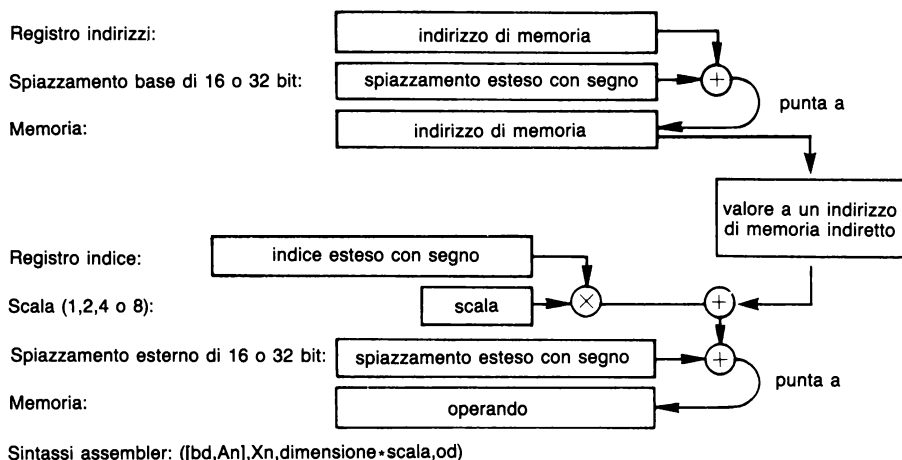 Registro indirizzi:
indirizzo di memoria
Spiazzamento base di 16 o 32 bit:
spiazzamento esteso con segno
+
punta a
Memoria:
indirizzo di memoria
valore a un indirizzo
di memoria indiretto
Registro indice:
indice esteso con segno
Scala (1,2,4 o 8):
scala
×
+
Spiazzamento esterno di 16 o 32 bit:
spiazzamento esteso con segno
+
punta a
Memoria:
operando
Sintassi assembler: ([bd,An],Xn,dimensione*scala,od)